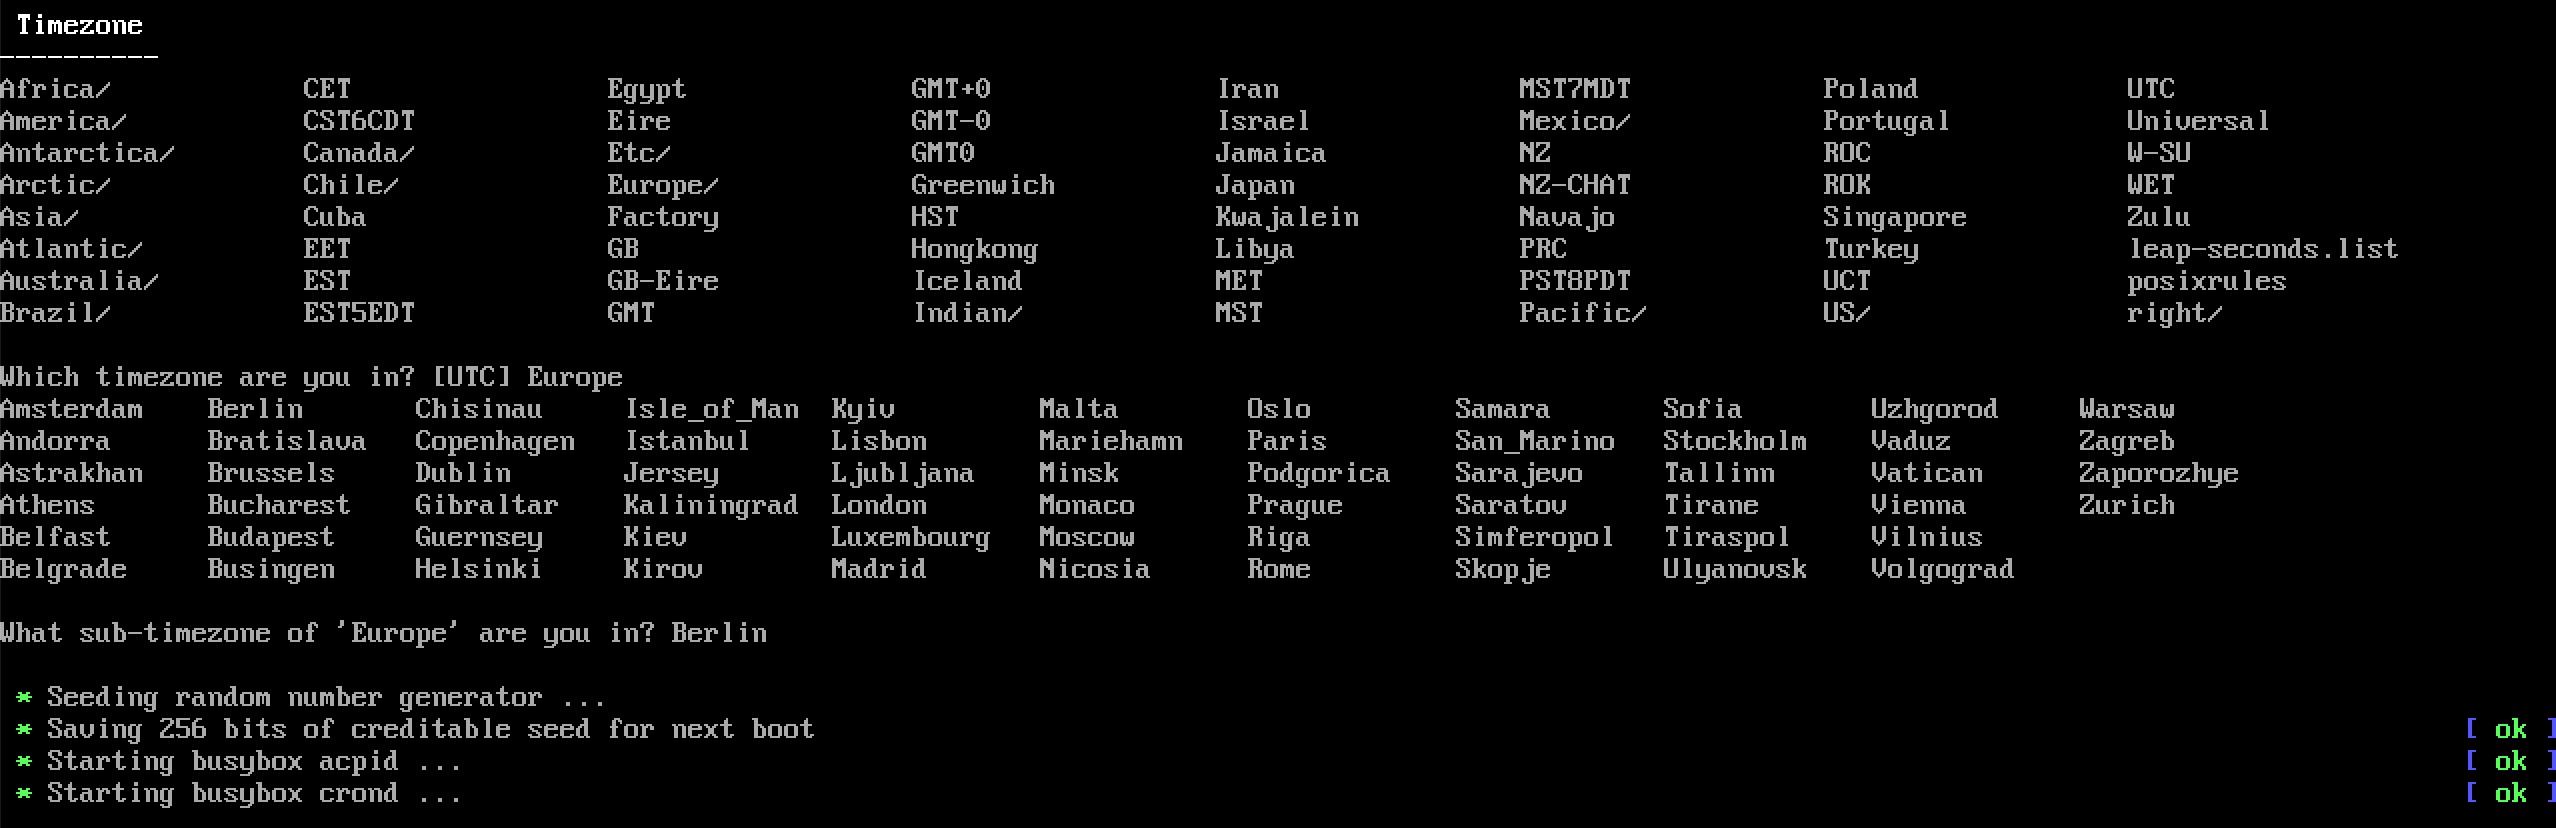 Timezone
----------
Africa/ CET Egypt GMT+0 Iran MST7MDT Poland UTC
America/ CST6CDT Eire GMT-0 Israel Mexico/ Portugal Universal
Antarctica/ Canada/ Etc/ GMT0 Jamaica NZ ROC W-SU
Arctic/ Chile/ Europe/ Greenwich Japan NZ-CHAT ROK WET
Asia/ Cuba Factory HST Kwajalein Navajo Singapore Zulu
Atlantic/ EET GB Hongkong Libya PRC Turkey leap-seconds.list
Australia/ EST GB-Eire Iceland MET PST8PDT UCT posixrules
Brazil/ EST5EDT GMT Indian/ MST Pacific/ US/ right/
Which timezone are you in? [UTC] Europe
Amsterdam Berlin Chisinau Isle_of_Man Kyiv Malta Oslo Samara Sofia Uzhgorod Warsaw
Andorra Bratislava Copenhagen Istanbul Lisbon Mariehamn Paris San_Marino Stockholm Vaduz Zagreb
Astrakhan Brussels Dublin Jersey Ljubljana Minsk Podgorica Sarajevo Tallinn Vatican Zaporozhye
Athens Bucharest Gibraltar Kaliningrad London Monaco Prague Saratov Tirane Vienna Zurich
Belfast Budapest Guernsey Kiev Luxembourg Moscow Riga Simferopol Tiraspol Vilnius
Belgrade Busingen Helsinki Kirov Madrid Nicosia Rome Skopje Ulyanovsk Volgograd
What sub-timezone of 'Europe' are you in? Berlin
* Seeding random number generator ...
* Saving 256 bits of creditable seed for next boot [ ok ]
* Starting busybox acpid ... [ ok ]
* Starting busybox crond ... [ ok ]